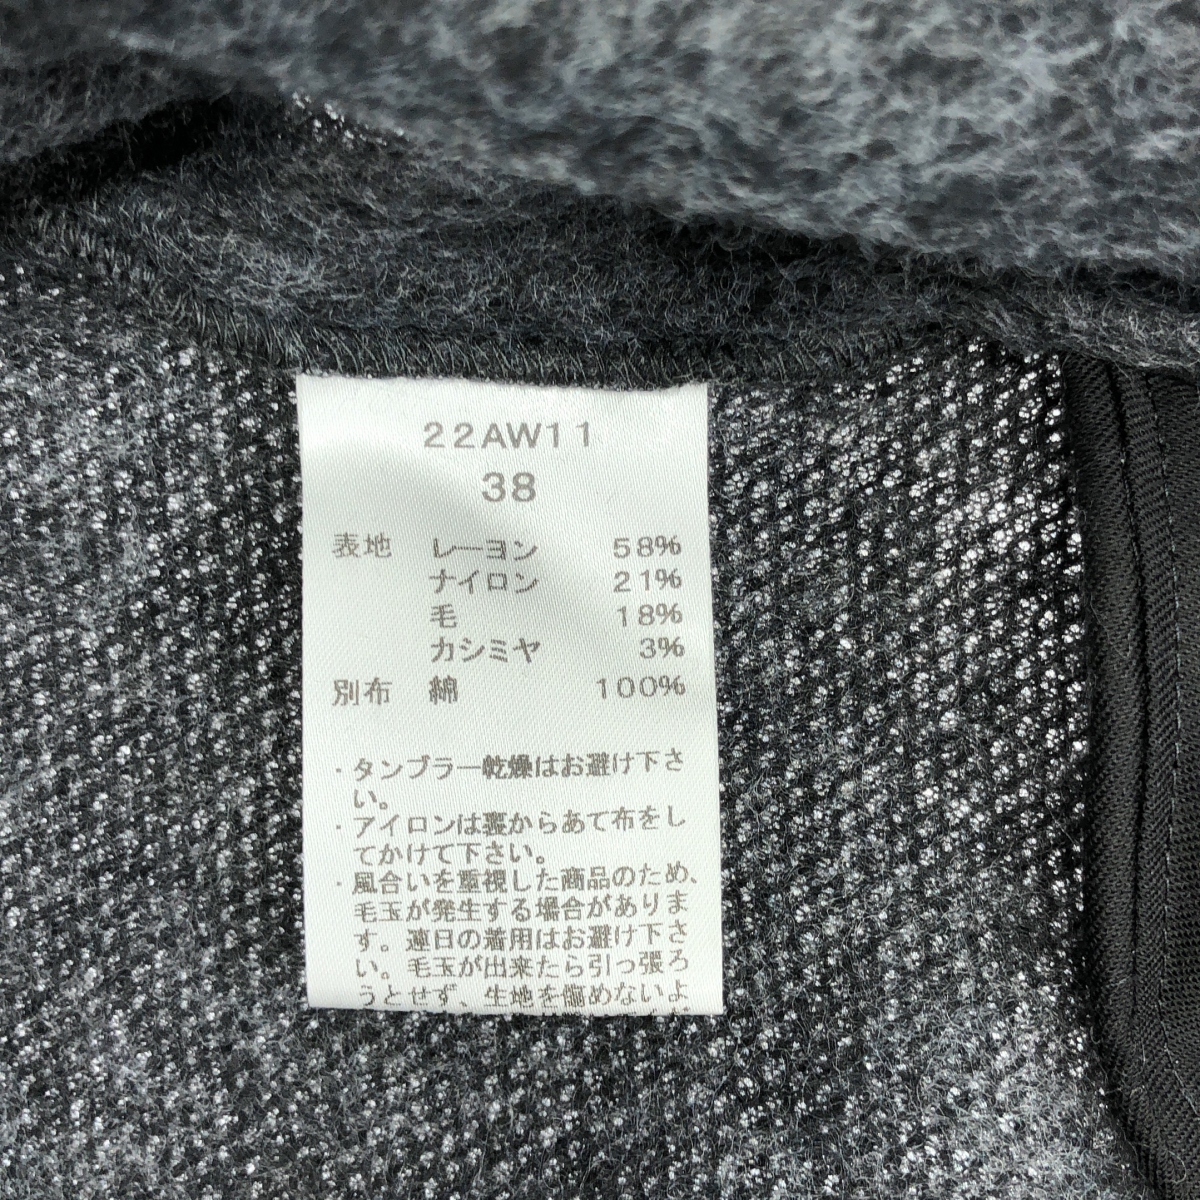 22AW11
38
表地 レーヨン 58%
ナイロン 21%
毛 18%
カシミヤ 3%
別布 綿 100%
・タンブラー乾燥はお避け下さ
い。
・アイロンは裏からあて布をし
てかけて下さい。
・風合いを重視した商品のため、
毛玉が発生する場合がありま
す。連日の着用はお避け下さ
い。毛玉が出来たら引っ張ろ
うとせず、生地を傷めないよ